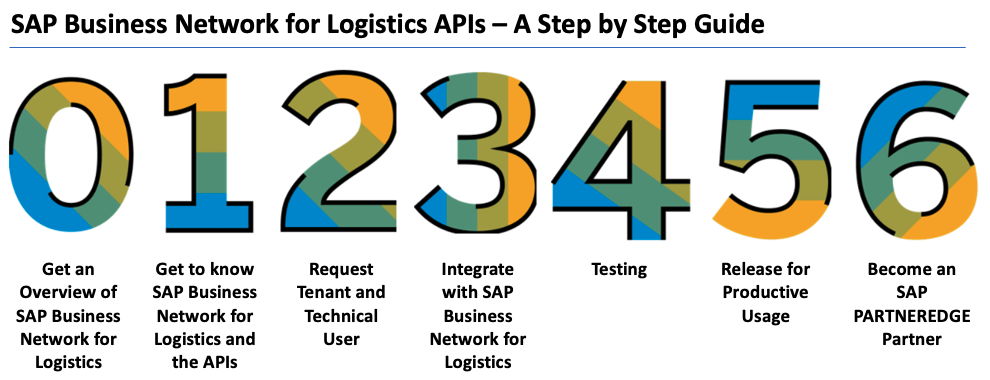 SAP Business Network for Logistics APIs – A Step by Step Guide
0
Get an
Overview of
SAP Business
Network for
Logistics
1
Get to know
SAP Business
Network for
Logistics and
the APIs
2
Request
Tenant and
Technical
User
3
Integrate
with SAP
Business
Network for
Logistics
4
Testing
5
Release for
Productive
Usage
6
Become an
SAP
PARTNEREDGE
Partner